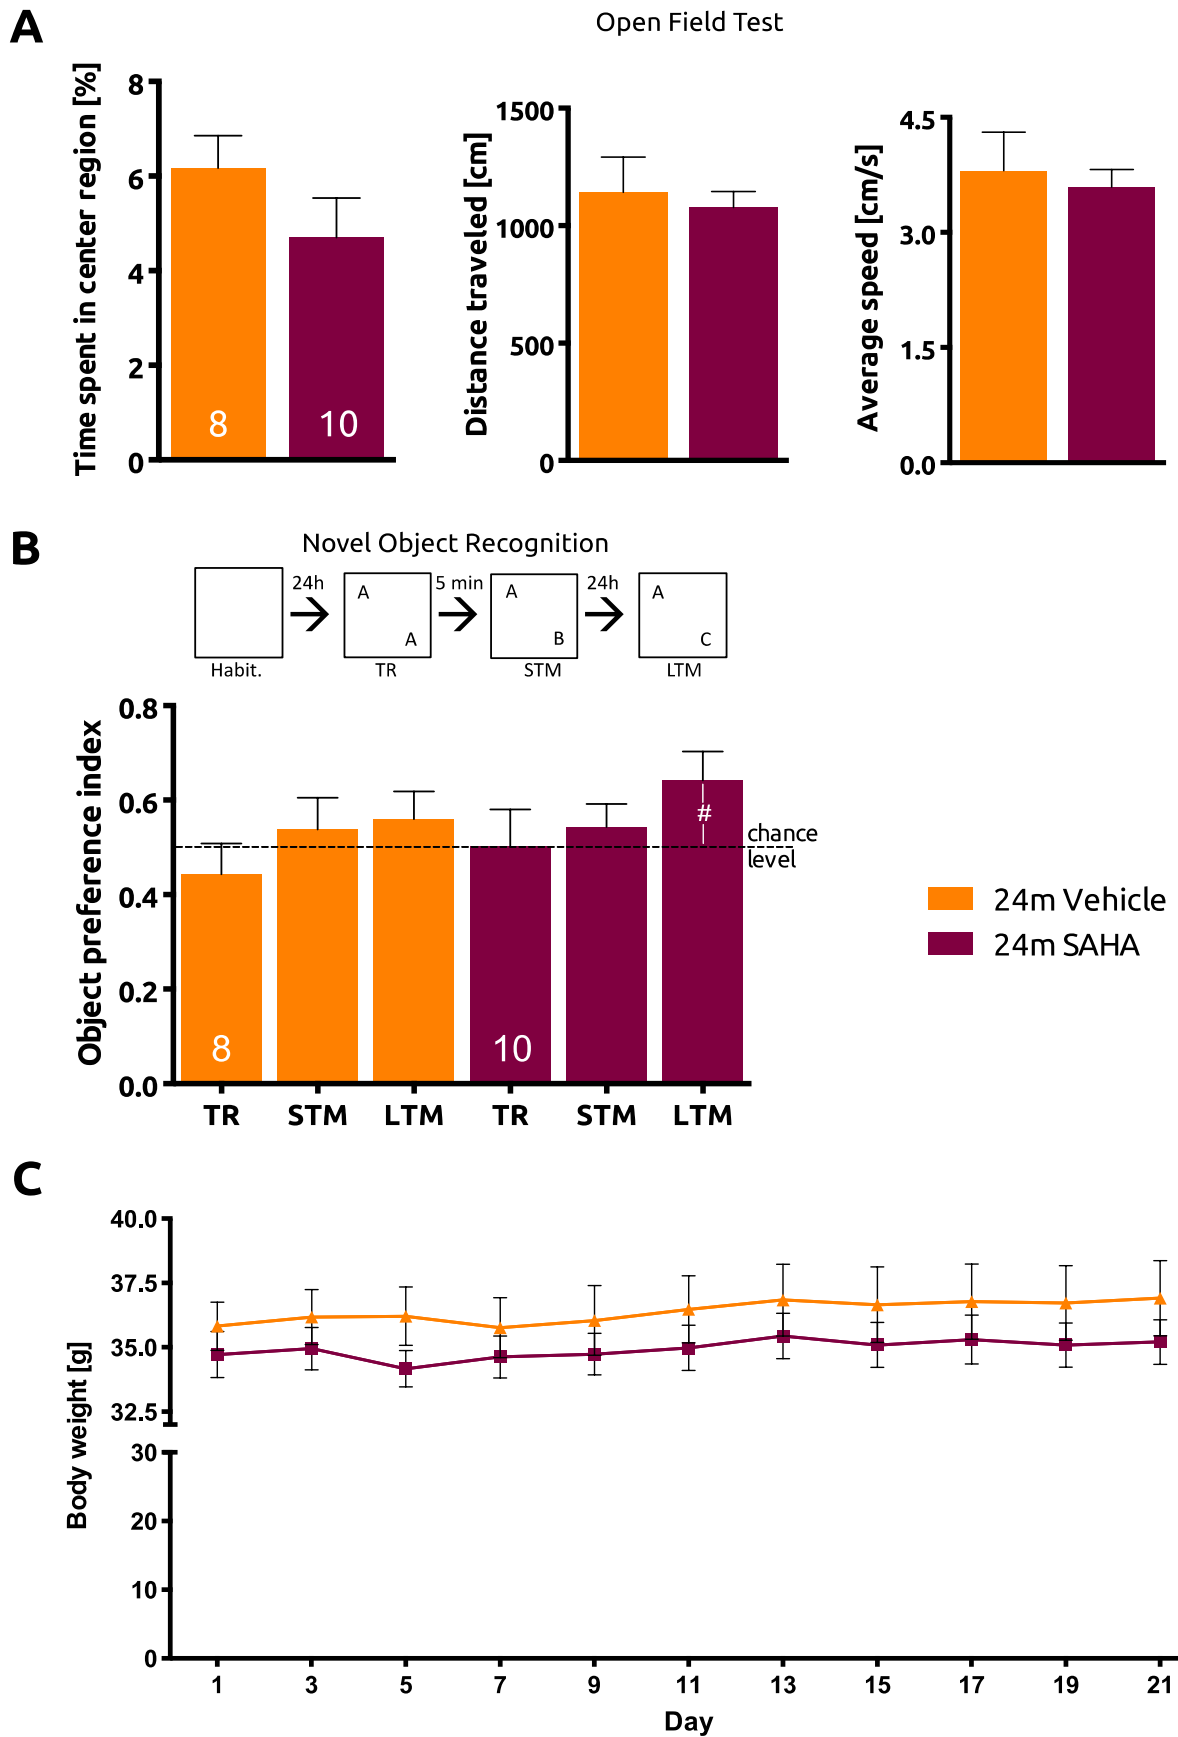 A
Open Field Test
Time spent in center region [%]
8
6
4
2
0
8
10
Distance traveled [cm]
1500
1000
500
0
Average speed [cm/s]
4.5
3.0
1.5
0.0
B
Novel Object Recognition
24h
5 min
24h
A
A
A
B
A
C
Habit.
TR
STM
LTM
Object preference index
0.8
0.6
0.4
0.2
0.0
#
chance
level
8
10
TR STM LTM TR STM LTM
24m Vehicle
24m SAHA
C
Body weight [g]
40.0
37.5
35.0
32.5
30
20
10
0
1 3 5 7 9 11 13 15 17 19 21
Day